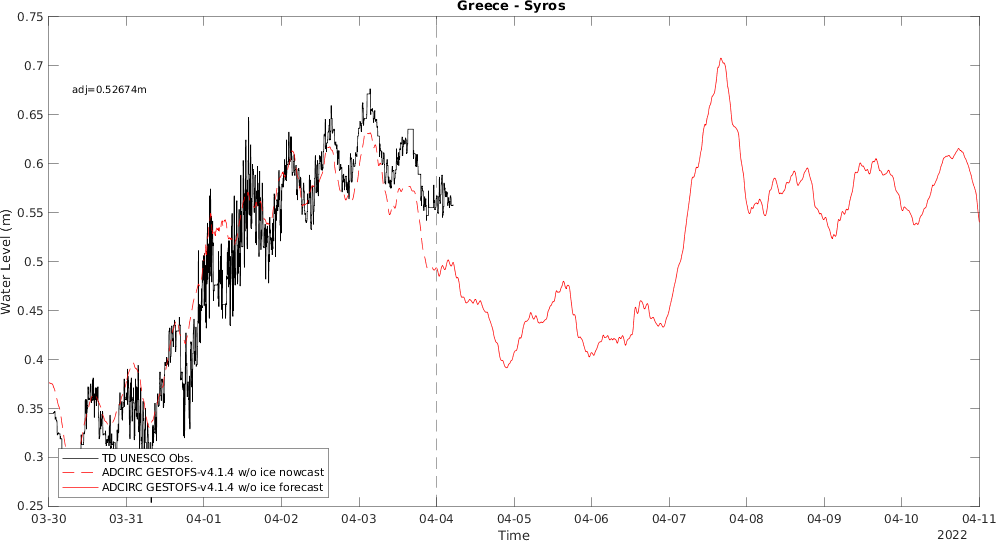 Greece - Syros
0.75
0.7
0.65
0.6
0.55
0.5
0.45
0.4
0.35
0.3
0.25
Water Level (m)
adj=0.52674m
TD UNESCO Obs.
ADCIRC GESTOFS-v4.1.4 w/o ice nowcast
ADCIRC GESTOFS-v4.1.4 w/o ice forecast
03-30 03-31 04-01 04-02 04-03 04-04 04-05 04-06 04-07 04-08 04-09 04-10 04-11
Time
2022